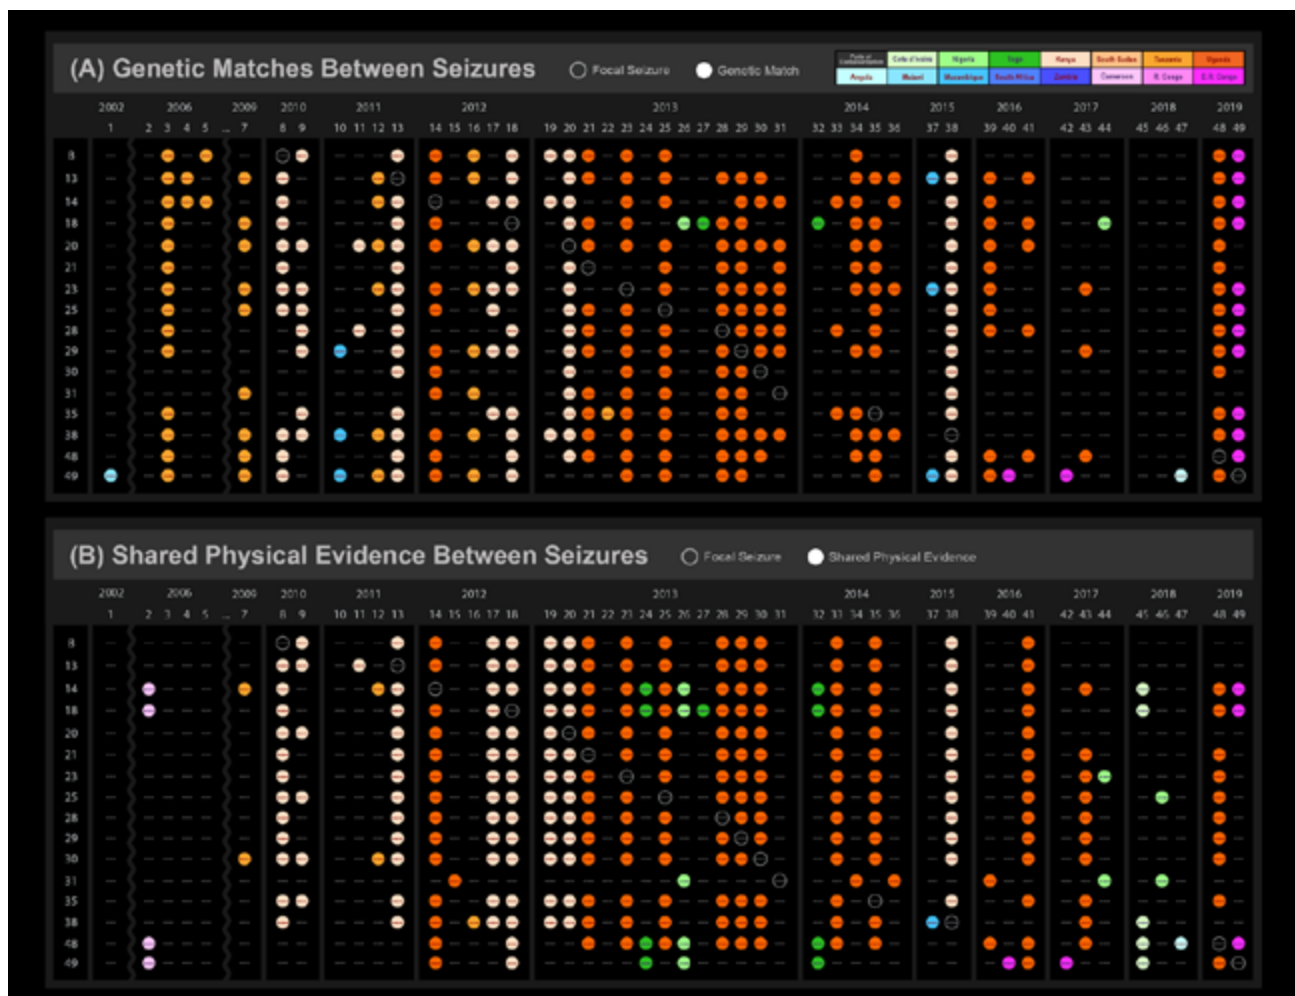 (A) Genetic Matches Between Seizures
Focal Seizure
Genetic Match
Cote d'Ivoire Nigeria Togo Kenya South Sudan Tanzania Uganda
Angola Malawi Mozambique South Africa Zambia Cameroon R. Congo D.R. Congo
2002 2006 2009 2010 2011 2012 2013 2014 2015 2016 2017 2018 2019
1 2 3 4 5 ... 7 8 9 10 11 12 13 14 15 16 17 18 19 20 21 22 23 24 25 26 27 28 29 30 31 32 33 34 35 36 37 38 39 40 41 42 43 44 45 46 47 48 49
8
13
14
18
20
21
23
25
28
29
30
31
35
38
48
49
(B) Shared Physical Evidence Between Seizures
Focal Seizure
Shared Physical Evidence
2002 2006 2009 2010 2011 2012 2013 2014 2015 2016 2017 2018 2019
1 2 3 4 5 ... 7 8 9 10 11 12 13 14 15 16 17 18 19 20 21 22 23 24 25 26 27 28 29 30 31 32 33 34 35 36 37 38 39 40 41 42 43 44 45 46 47 48 49
8
13
14
18
20
21
23
25
28
29
30
31
35
38
48
49